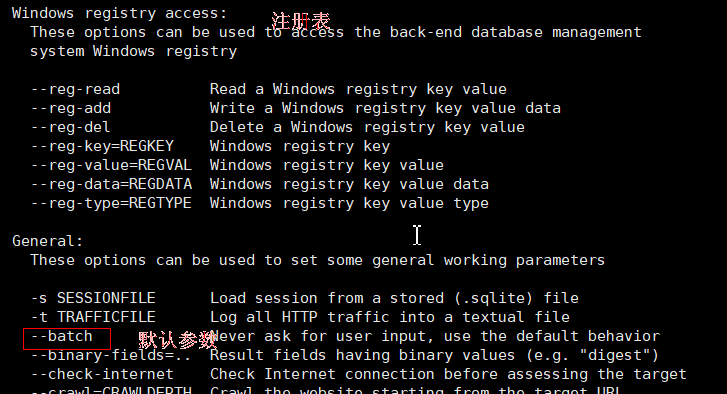 Windows registry access:
注册表
These options can be used to access the back-end database management
system Windows registry
--reg-read Read a Windows registry key value
--reg-add Write a Windows registry key value data
--reg-del Delete a Windows registry key value
--reg-key=REGKEY Windows registry key
--reg-value=REGVAL Windows registry key value
--reg-data=REGDATA Windows registry key value data
--reg-type=REGTYPE Windows registry key value type
General:
These options can be used to set some general working parameters
-s SESSIONFILE Load session from a stored (.sqlite) file
-t TRAFFICFILE Log all HTTP traffic into a textual file
--batch 默认参数 Never ask for user input, use the default behavior
--binary-fields=.. Result fields having binary values (e.g. "digest")
--check-internet Check Internet connection before assessing the target
--crawl=CRAWLDEPTH Crawl the website starting from the target URL